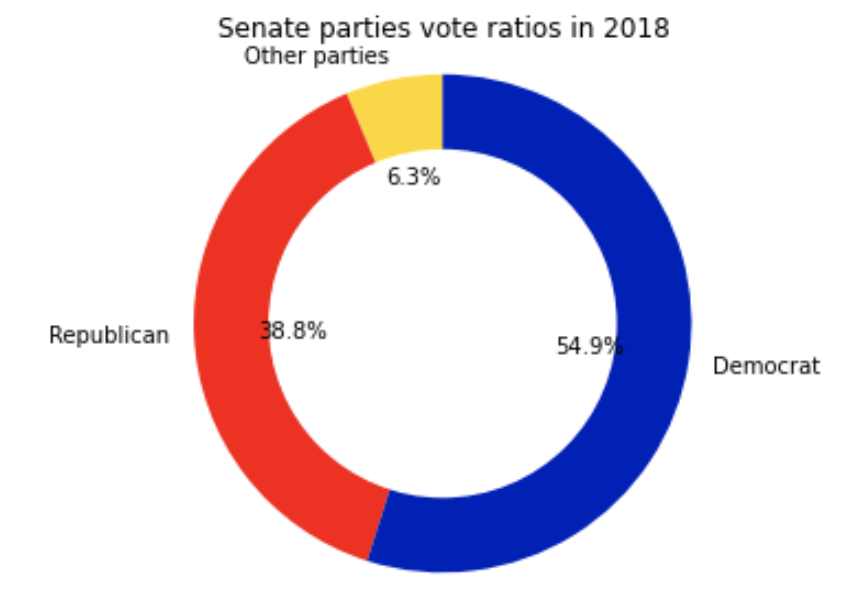 Senate parties vote ratios in 2018
Other parties
6.3%
Republican
38.8%
54.9%
Democrat